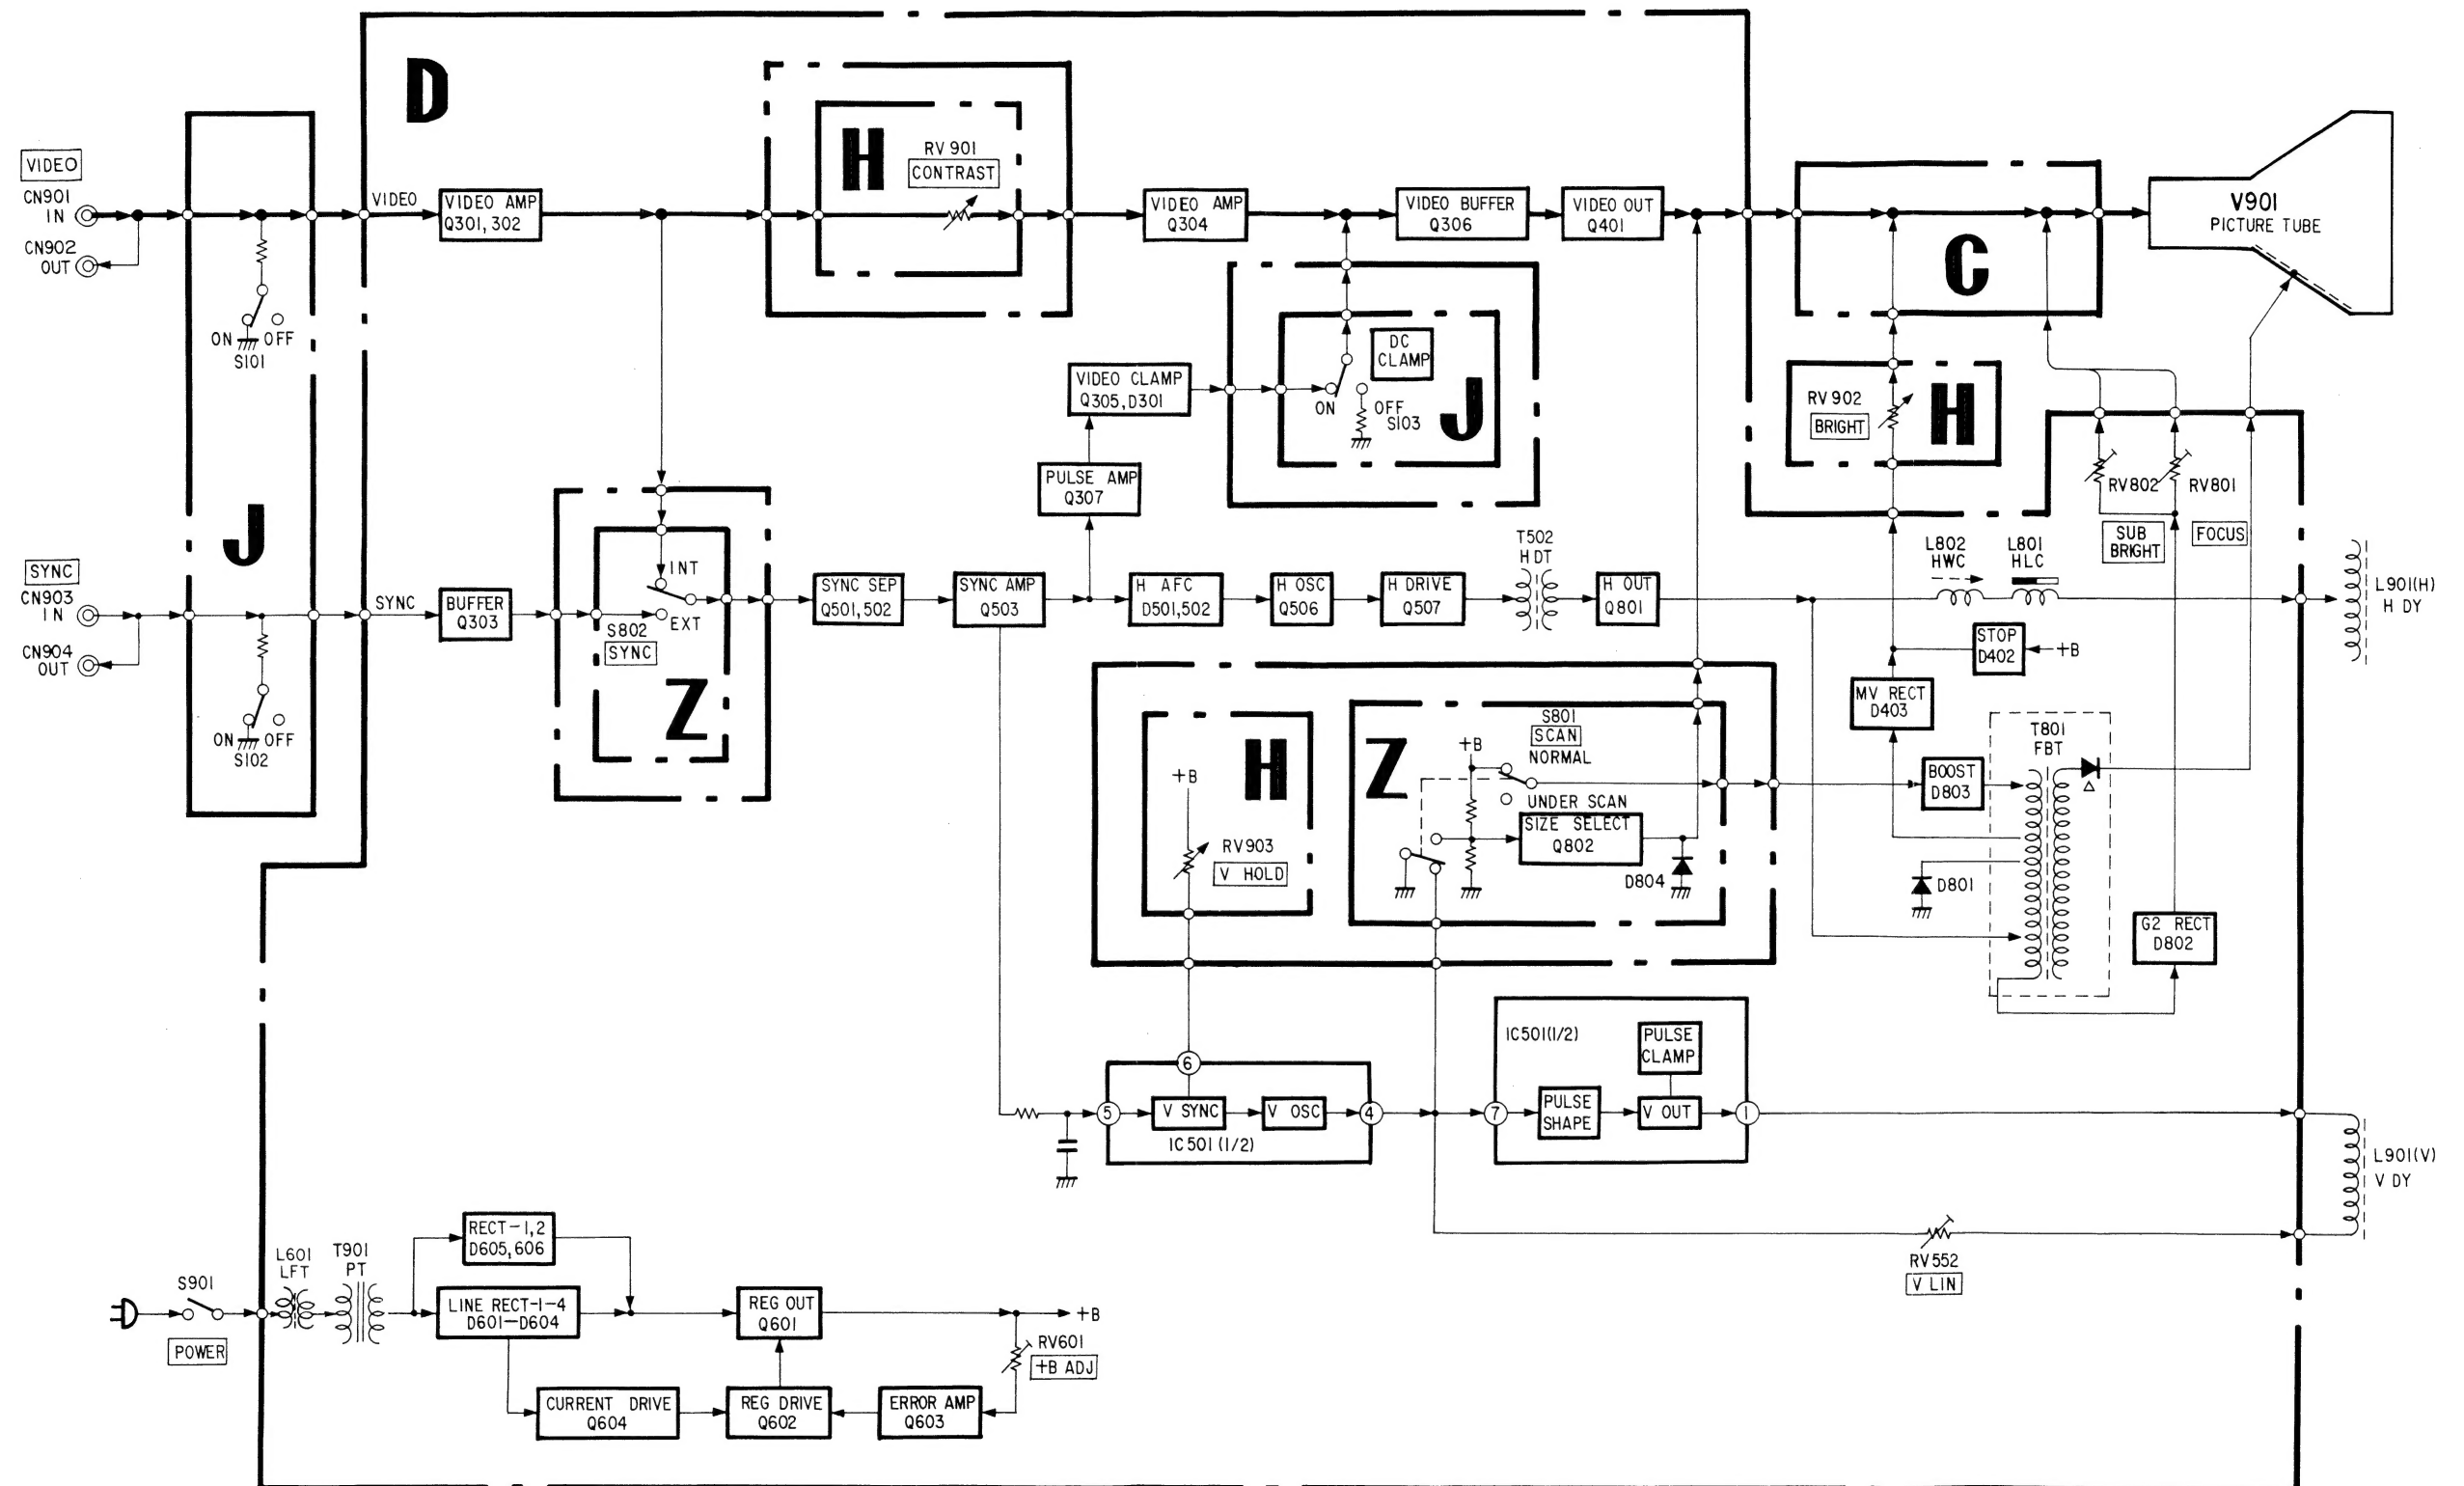 D
H
RV 901
CONTRAST
VIDEO
CN901
IN
CN902
OUT
ON OFF
S101
J
VIDEO
VIDEO AMP
Q301, 302
VIDEO AMP
Q304
VIDEO BUFFER
Q306
VIDEO OUT
Q401
C
V901
PICTURE TUBE
VIDEO CLAMP
Q305, D301
DC
CLAMP
ON
OFF
S103
J
RV 902
BRIGHT
H
PULSE AMP
Q307
RV802
RV801
SUB
BRIGHT
FOCUS
SYNC
CN903
IN
CN904
OUT
ON OFF
S102
SYNC
BUFFER
Q303
INT
EXT
S802
SYNC
Z
SYNC SEP
Q501, 502
SYNC AMP
Q503
H AFC
D501, 502
H OSC
Q506
H DRIVE
Q507
T502
H DT
H OUT
Q801
L802
HWC
L801
HLC
L901(H)
H DY
STOP
D402
+B
MV RECT
D403
T801
FBT
BOOST
D803
D801
G2 RECT
D802
H
+B
RV903
V HOLD
Z
S801
SCAN
NORMAL
+B
UNDER SCAN
SIZE SELECT
Q802
D804
6
5
V SYNC
V OSC
4
IC501 (1/2)
IC501(1/2)
PULSE
CLAMP
7
PULSE
SHAPE
V OUT
1
L901(V)
V DY
RV552
V LIN
S901
POWER
L601
LFT
T901
PT
RECT-1,2
D605, 606
LINE RECT-1-4
D601-D604
REG OUT
Q601
+B
RV601
+B ADJ
CURRENT DRIVE
Q604
REG DRIVE
Q602
ERROR AMP
Q603